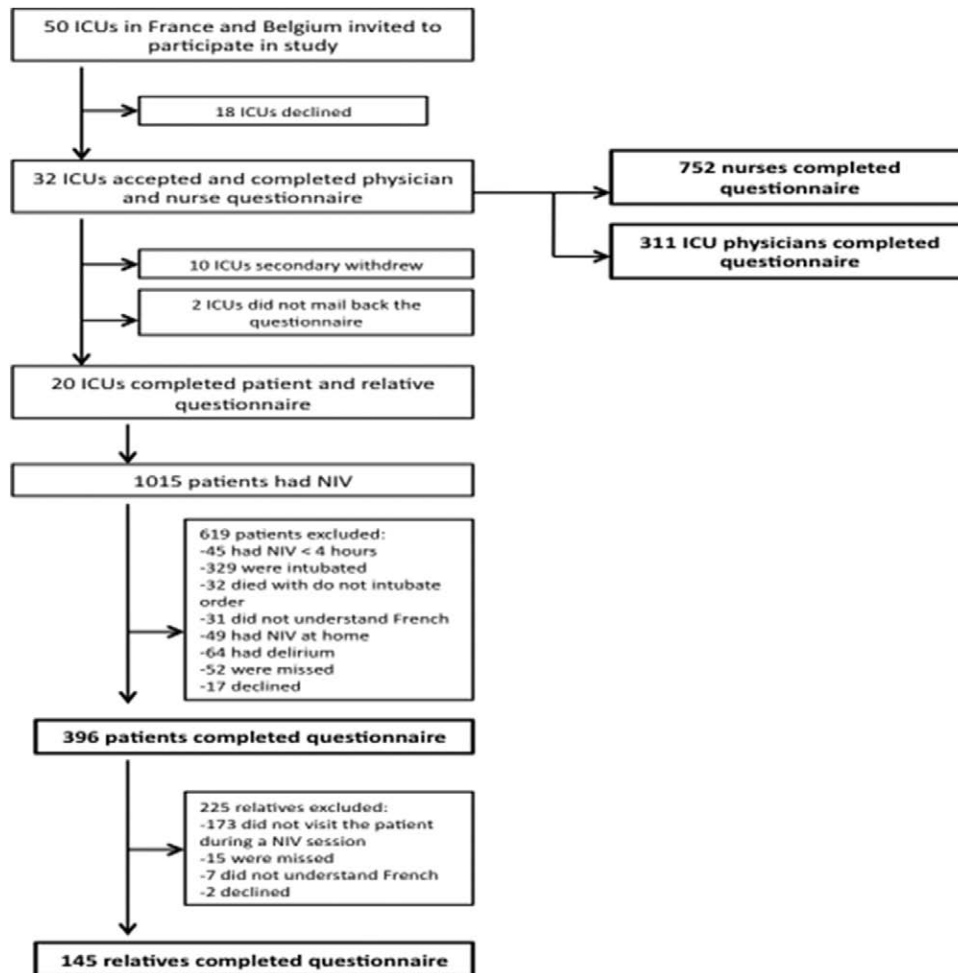 50 ICUs in France and Belgium invited to
participate in study
18 ICUs declined
32 ICUs accepted and completed physician
and nurse questionnaire
752 nurses completed
questionnaire
311 ICU physicians completed
questionnaire
10 ICUs secondary withdrew
2 ICUs did not mail back the
questionnaire
20 ICUs completed patient and relative
questionnaire
1015 patients had NIV
619 patients excluded:
-45 had NIV < 4 hours
-329 were intubated
-32 died with do not intubate
order
-31 did not understand French
-49 had NIV at home
-64 had delirium
-52 were missed
-17 declined
396 patients completed questionnaire
225 relatives excluded:
-173 did not visit the patient
during a NIV session
-15 were missed
-7 did not understand French
-2 declined
145 relatives completed questionnaire